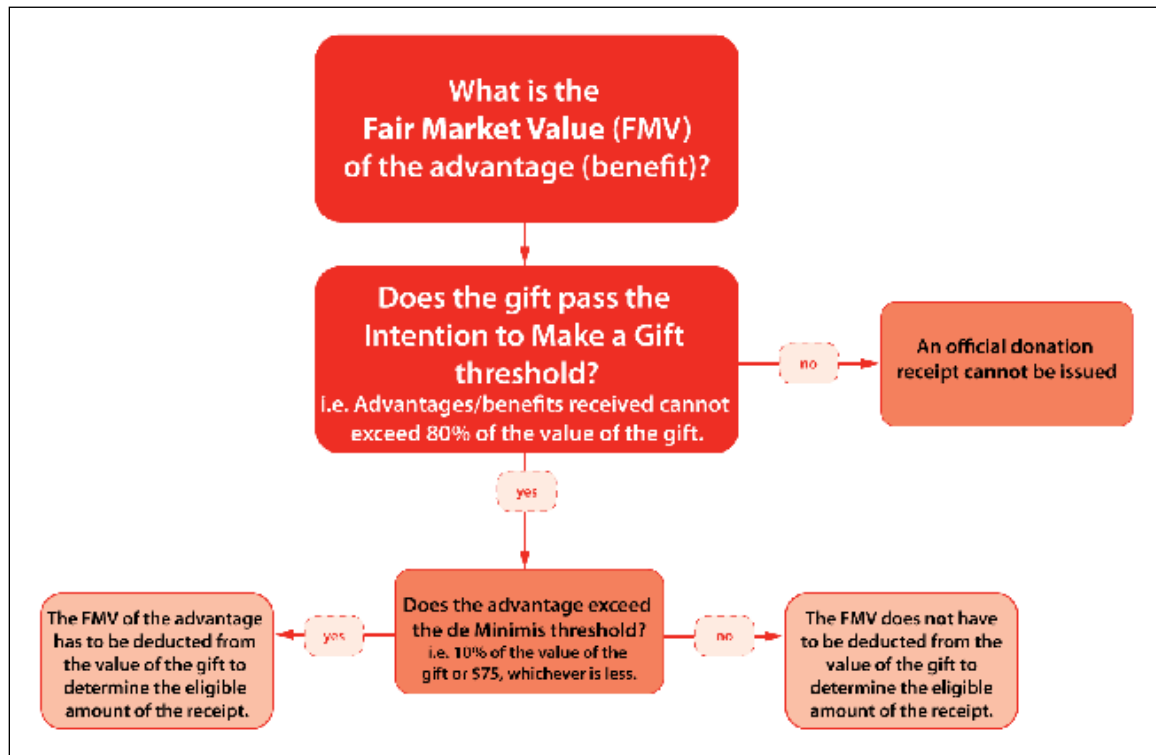 What is the
Fair Market Value (FMV)
of the advantage (benefit)?
Does the gift pass the
Intention to Make a Gift
threshold?
i.e. Advantages/benefits received cannot
exceed 80% of the value of the gift.
no
An official donation
receipt cannot be issued
yes
Does the advantage exceed
the de Minimis threshold?
i.e. 10% of the value of the
gift or $75, whichever is less.
yes
The FMV of the advantage
has to be deducted from
the value of the gift to
determine the eligible
amount of the receipt.
no
The FMV does not have
to be deducted from the
value of the gift to
determine the eligible
amount of the receipt.